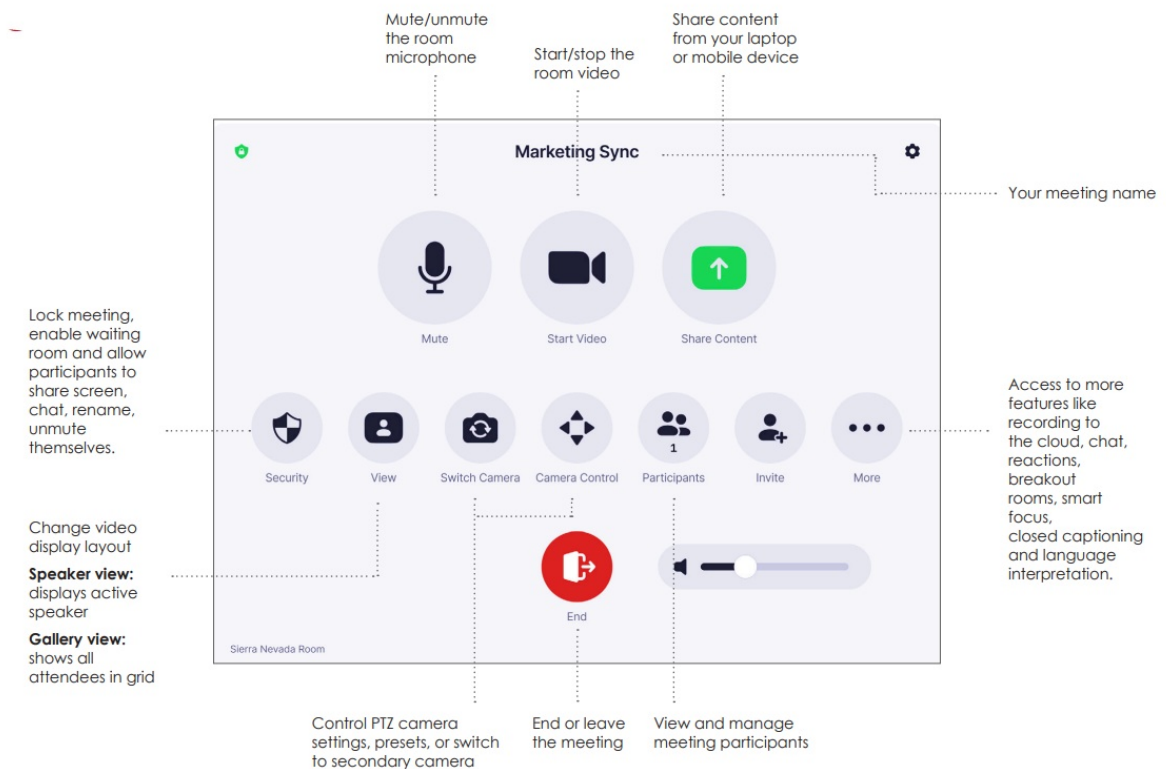 Mute/unmute
the room
microphone
Start/stop the
room video
Share content
from your laptop
or mobile device
Marketing Sync
Your meeting name
Mute
Start Video
Share Content
Lock meeting,
enable waiting
room and allow
participants to
share screen,
chat, rename,
unmute
themselves.
Access to more
features like
recording to
the cloud, chat,
reactions,
breakout
rooms, smart
focus,
closed captioning
and language
interpretation.
1
Security
View
Switch Camera
Camera Control
Participants
Invite
More
Change video
display layout
Speaker view:
displays active
speaker
Gallery view:
shows all
attendees in grid
End
Sierra Nevada Room
Control PTZ camera
settings, presets, or switch
to secondary camera
End or leave
the meeting
View and manage
meeting participants